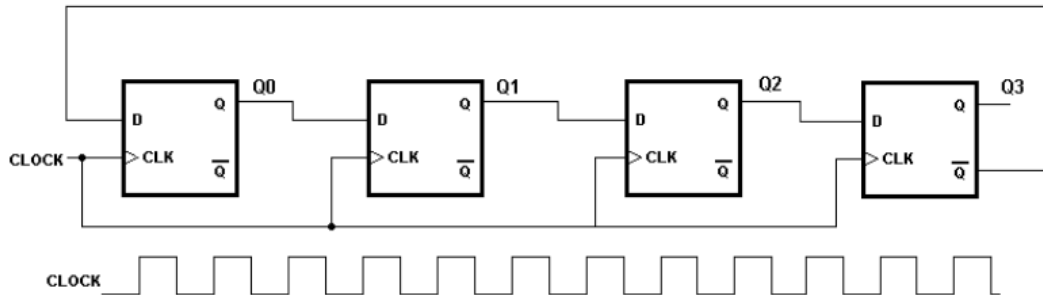 Q0 Q1 Q2 Q3
Q Q Q Q
D D D D
CLOCK CLK CLK CLK CLK
Q̅ Q̅ Q̅ Q̅
CLOCK